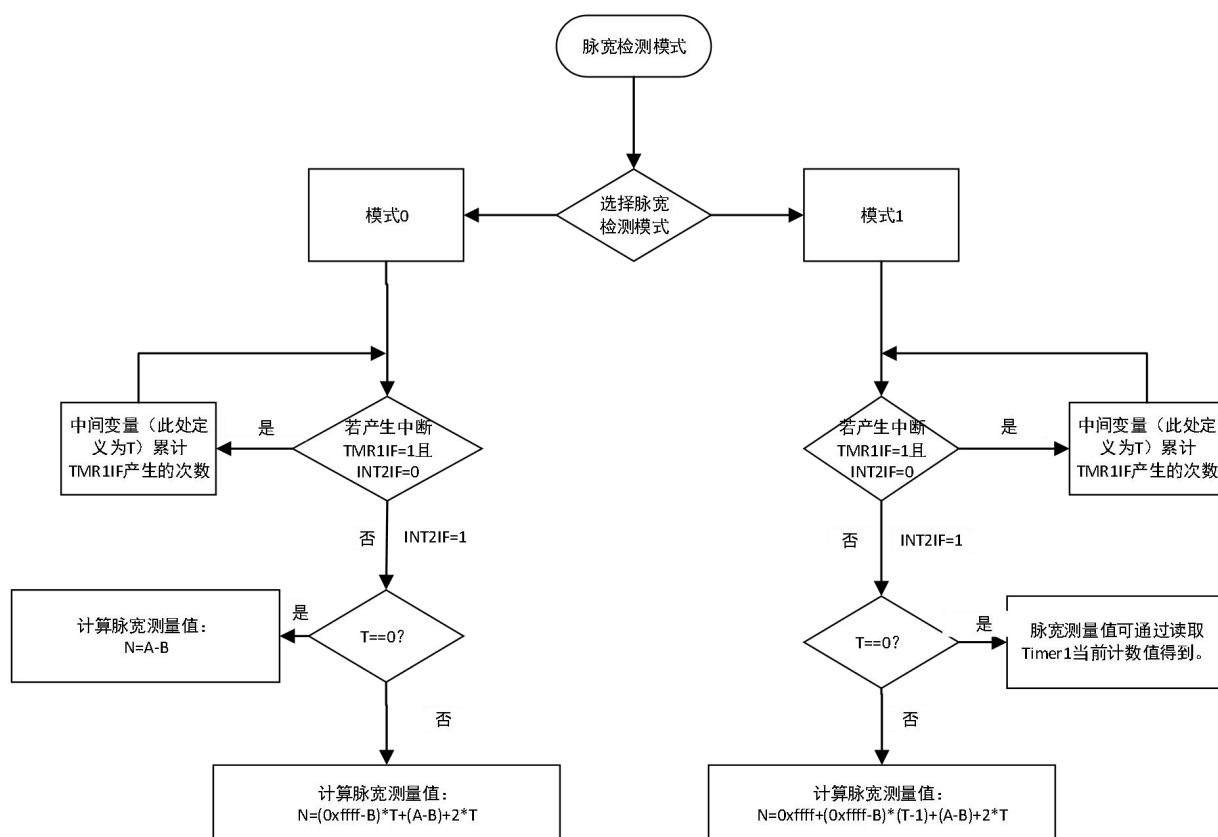 脉宽检测模式
模式0
选择脉宽
检测模式
模式1
中间变量（此处定
义为T）累计
TMR1IF产生的次数
是
若产生中断
TMR1IF=1且
INT2IF=0
若产生中断
TMR1IF=1且
INT2IF=0
是
中间变量（此处定
义为T）累计
TMR1IF产生的次数
否
INT2IF=1
否
INT2IF=1
计算脉宽测量值：
N=A-B
是
T==0?
T==0?
是
脉宽测量值可通过读取
Timer1当前计数值得到。
否
否
计算脉宽测量值：
N=(0xffff-B)*T+(A-B)+2*T
计算脉宽测量值：
N=0xffff+(0xffff-B)*(T-1)+(A-B)+2*T